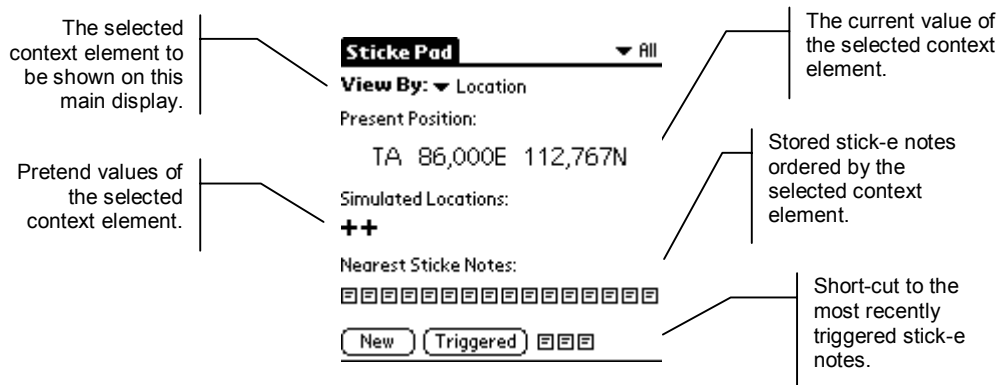 The selected
context element to
be shown on this
main display.
Pretend values of
the selected
context element.
Sticke Pad
All
View By: Location
Present Position:
TA 86,000E 112,767N
Simulated Locations:
++
Nearest Sticke Notes:
New
Triggered
The current value of
the selected context
element.
Stored stick-e notes
ordered by the
selected context
element.
Short-cut to the
most recently
triggered stick-e
notes.